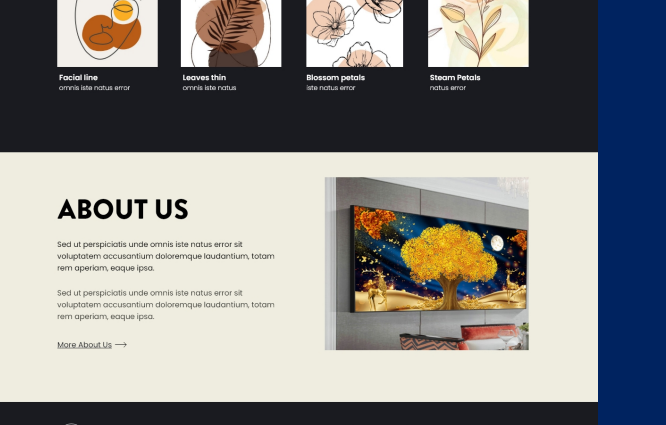 Facial line
omnis iste natus error
Leaves thin
omnis iste natus
Blossom petals
iste natus error
Steam Petals
natus error
ABOUT US
Sed ut perspiciatis unde omnis iste natus error sit
voluptatem accusantium doloremque laudantium, totam
rem aperiam, eaque ipsa.
Sed ut perspiciatis unde omnis iste natus error sit
voluptatem accusantium doloremque laudantium, totam
rem aperiam, eaque ipsa.
More About Us